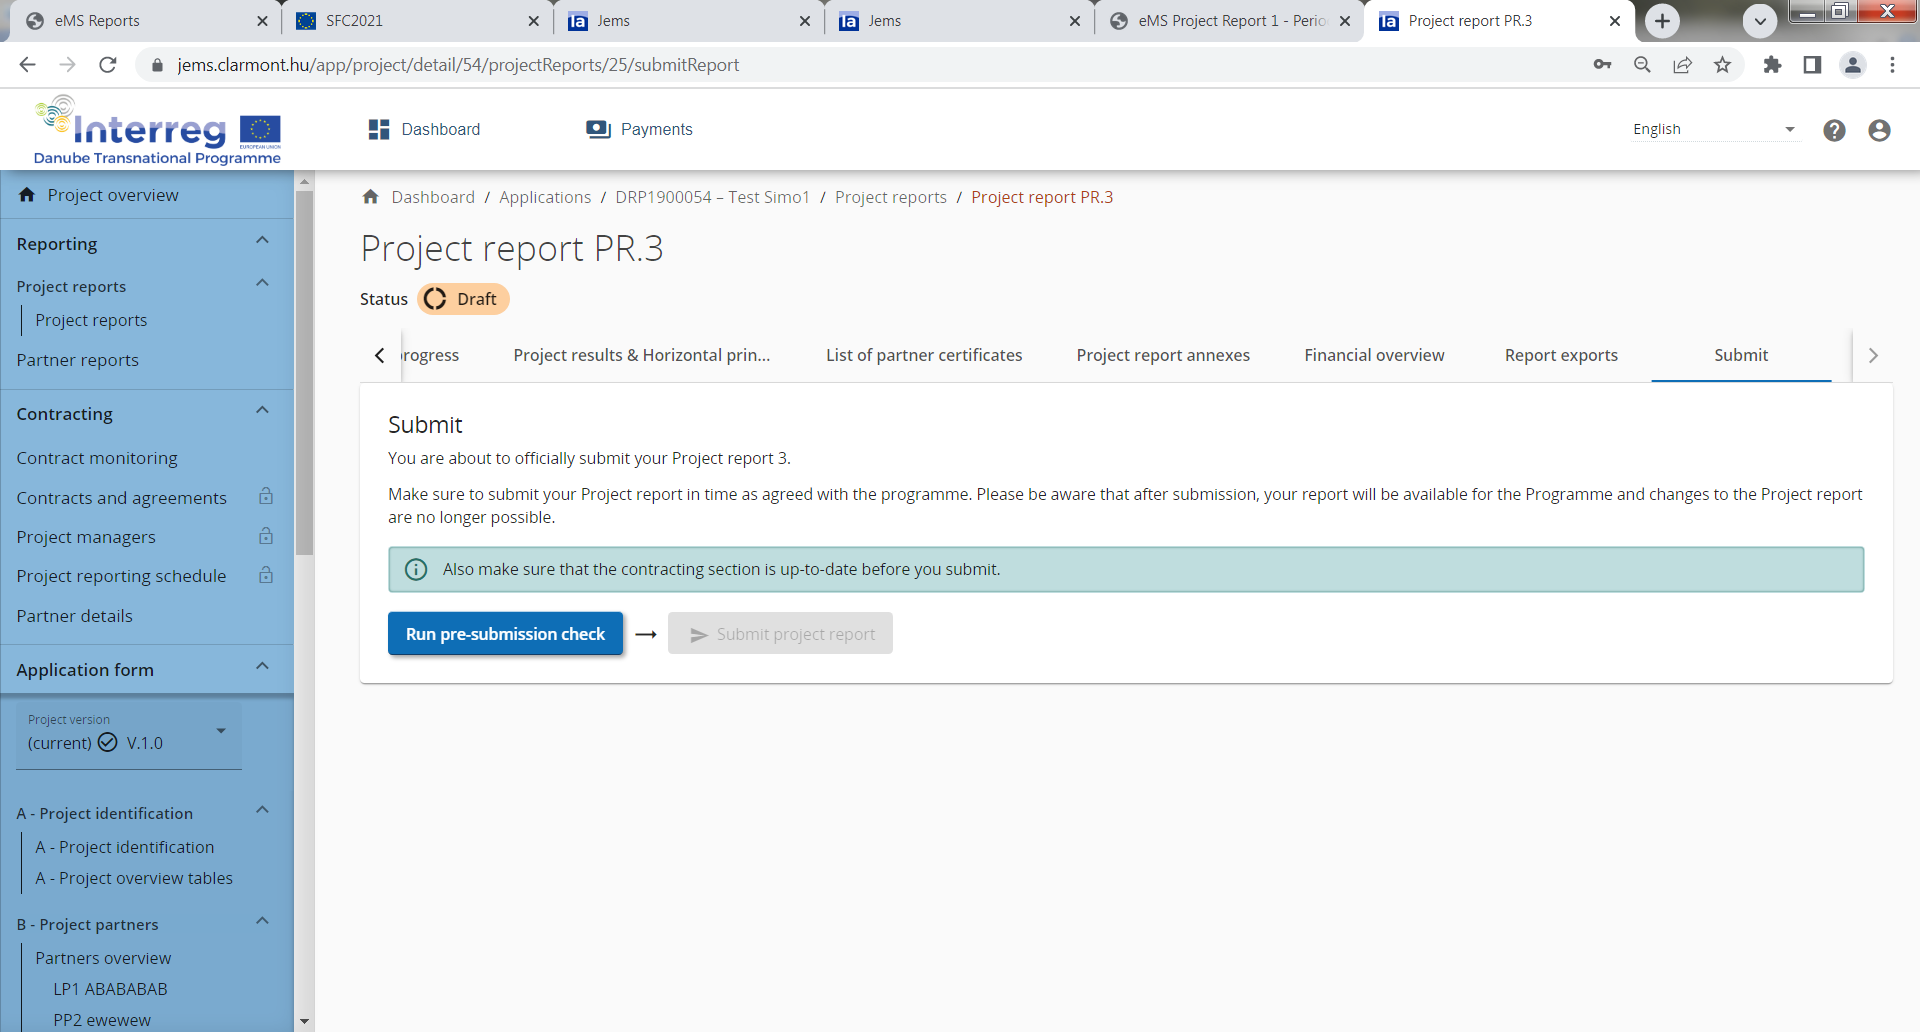 eMS Reports
SFC2021
Jems
Jems
eMS Project Report 1 - Perio
Project report PR.3
jems.clarmont.hu/app/project/detail/54/projectReports/25/submitReport
Interreg
EUROPEAN UNION
Danube Transnational Programme
Dashboard
Payments
English
Project overview
Reporting
Project reports
Project reports
Partner reports
Contracting
Contract monitoring
Contracts and agreements
Project managers
Project reporting schedule
Partner details
Application form
Project version
(current) V.1.0
A - Project identification
A - Project identification
A - Project overview tables
B - Project partners
Partners overview
LP1 ABABABAB
PP2 ewewew
Dashboard / Applications / DRP1900054 – Test Simo1 / Project reports / Project report PR.3
Project report PR.3
Status Draft
rogress
Project results & Horizontal prin...
List of partner certificates
Project report annexes
Financial overview
Report exports
Submit
Submit
You are about to officially submit your Project report 3.
Make sure to submit your Project report in time as agreed with the programme. Please be aware that after submission, your report will be available for the Programme and changes to the Project report
are no longer possible.
Also make sure that the contracting section is up-to-date before you submit.
Run pre-submission check → Submit project report